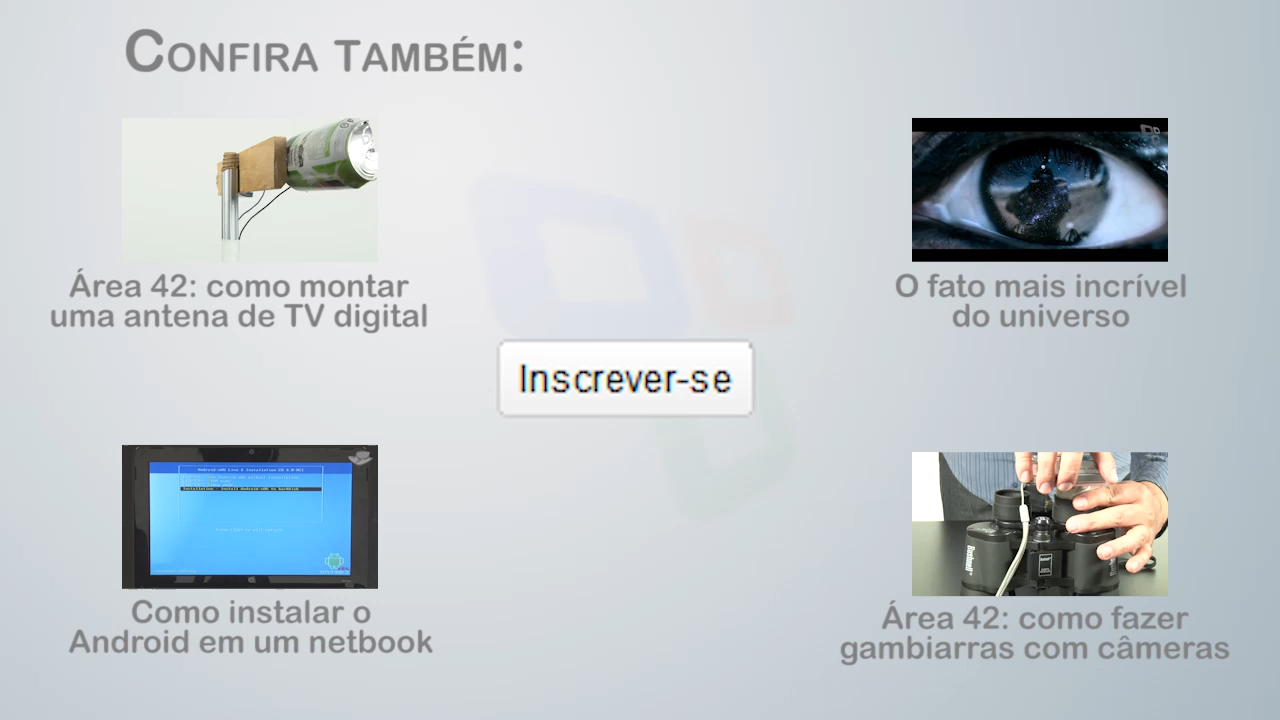 Confira Também:
Área 42: como montar
uma antena de TV digital
O fato mais incrível
do universo
Inscrever-se
Como instalar o
Android em um netbook
Bushnell
Área 42: como fazer
gambiarras com câmeras